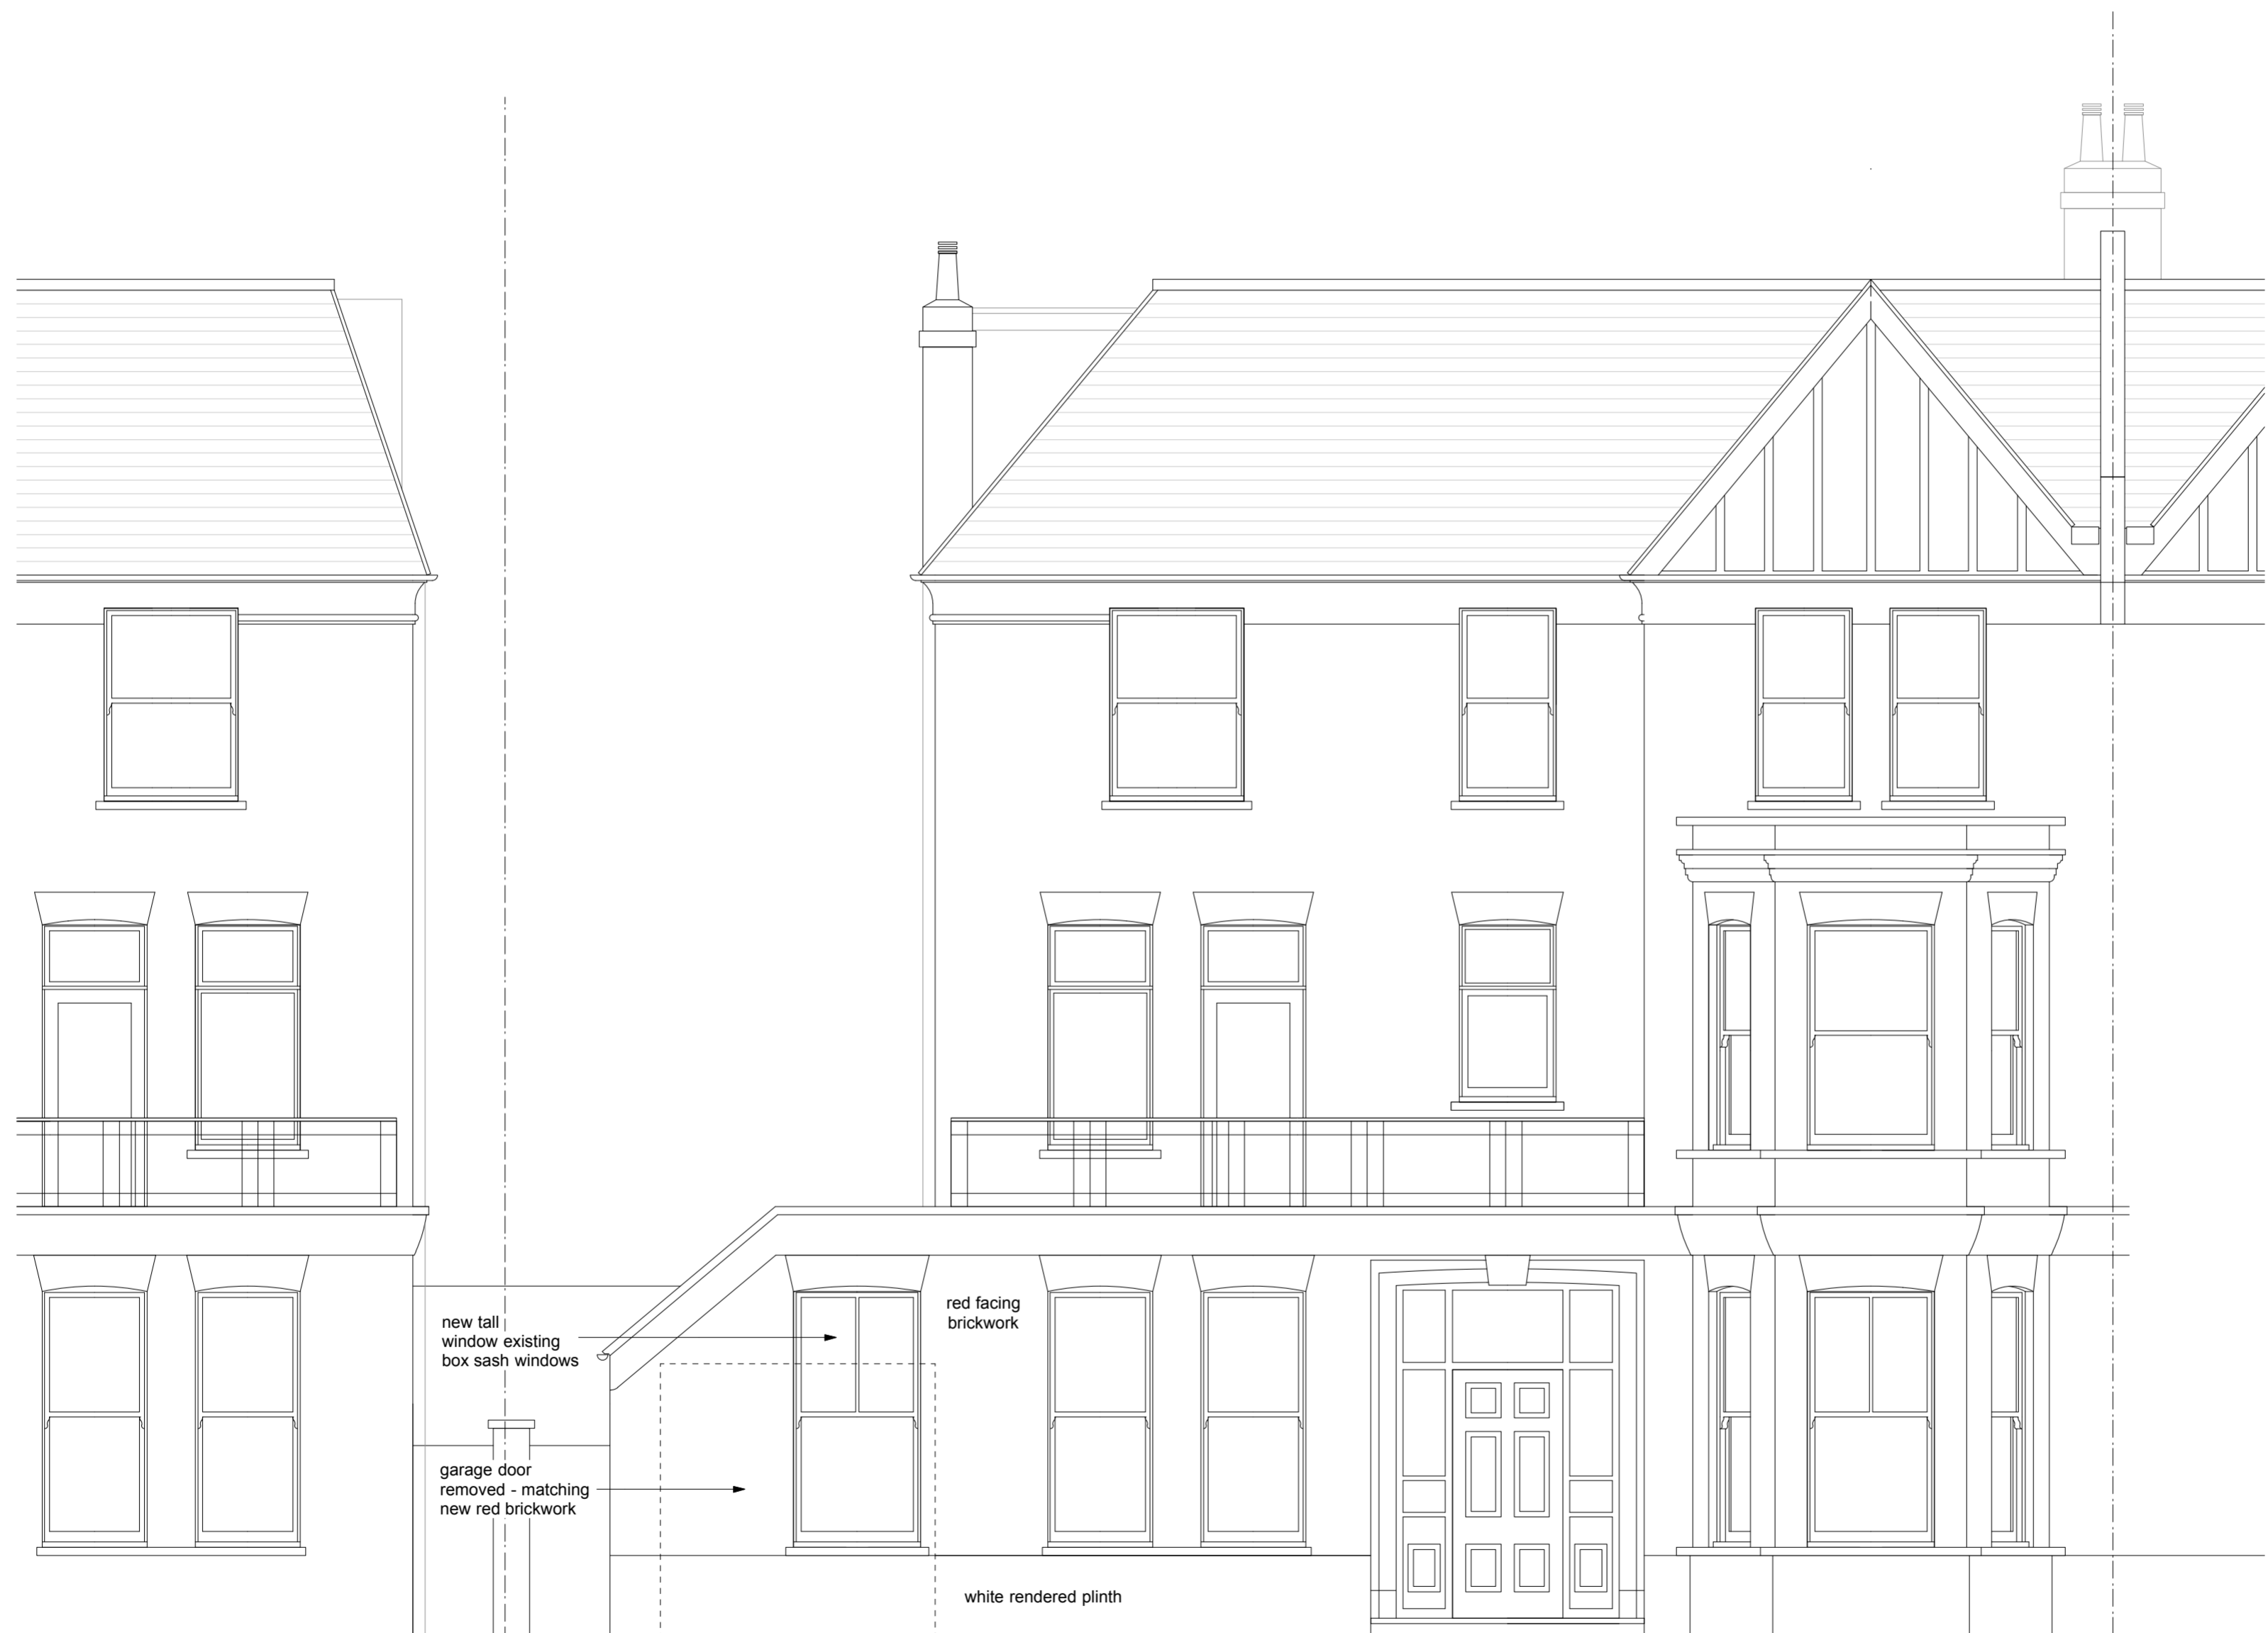 new tall
window existing
box sash windows
red facing
brickwork
garage door
removed - matching
new red brickwork
white rendered plinth